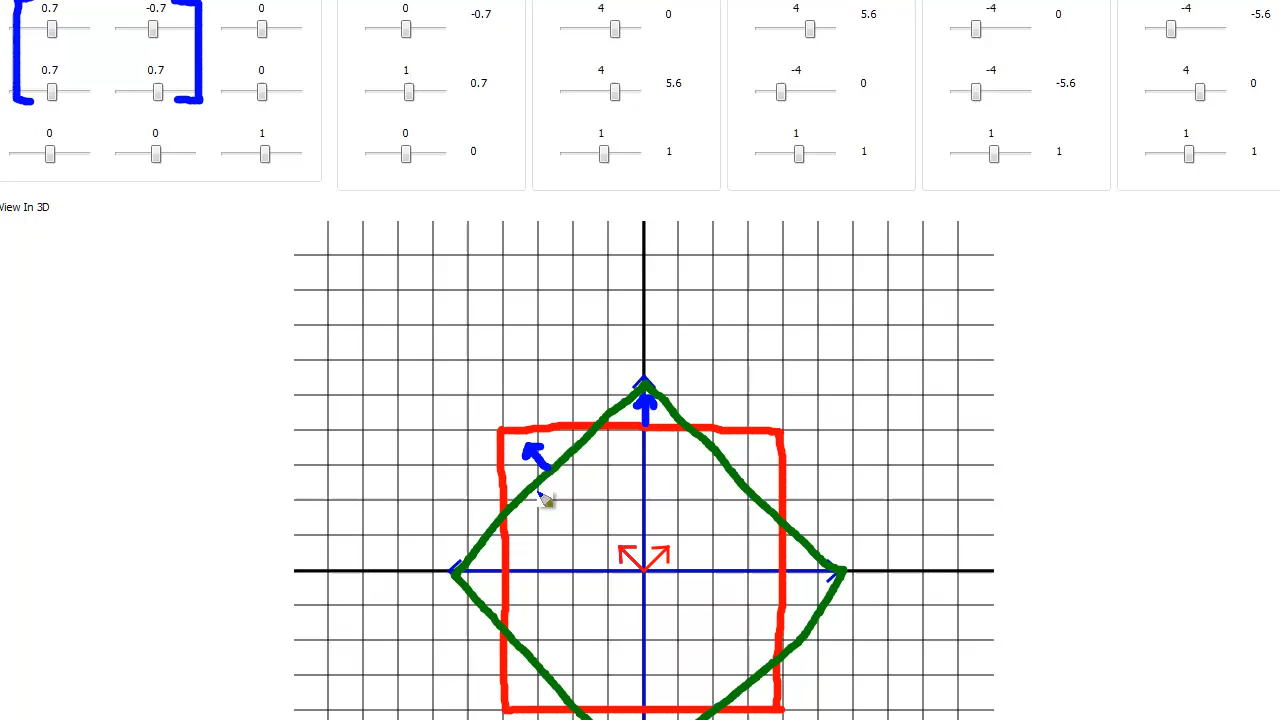 0.7 -0.7 0 0 -0.7 4 0 4 5.6 -4 0 -4 -5.6
0.7 0.7 0 1 0.7 4 5.6 -4 0 -4 -5.6 4 0
0 0 1 0 0 1 1 1 1 1 1 1 1
View In 3D